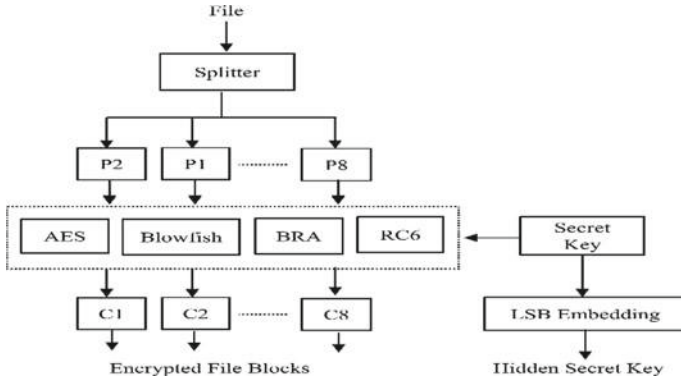 File
Splitter
P2 P1 P8
AES Blowfish BRA RC6
Secret
Key
C1 C2 C8
LSB Embedding
Encrypted File Blocks
Hidden Secret Key